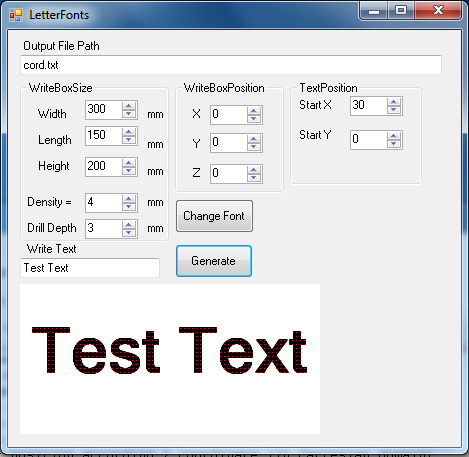 LetterFonts
Output File Path
cord.txt
WriteBoxSize
Width 300 mm
Length 150 mm
Height 200 mm
Density = 4 mm
Drill Depth 3 mm
WriteBoxPosition
X 0
Y 0
Z 0
TextPosition
Start X 30
Start Y 0
Change Font
Write Text
Test Text
Generate
Test Text